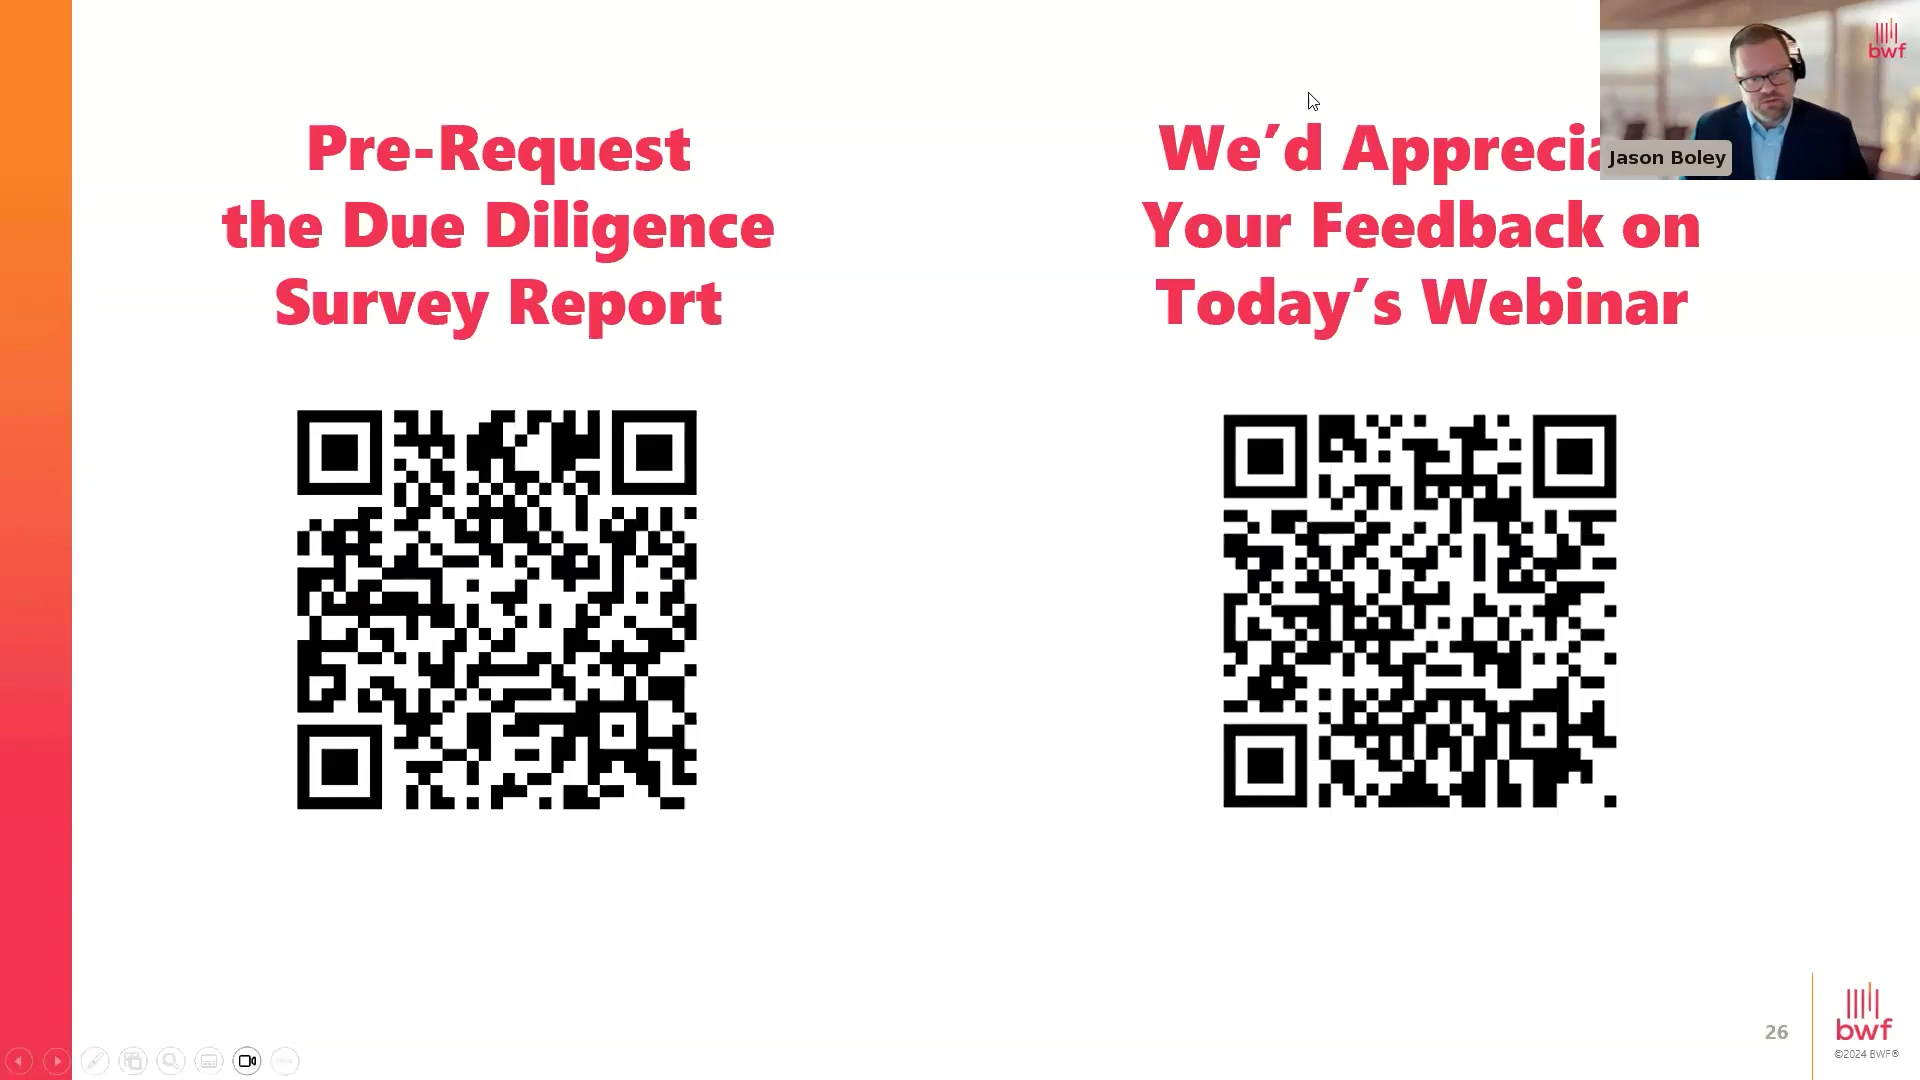 Pre-Request
the Due Diligence
Survey Report
We’d Apprecia
Your Feedback on
Today’s Webinar
bwf
Jason Boley
26
bwf
©2024 BWF®